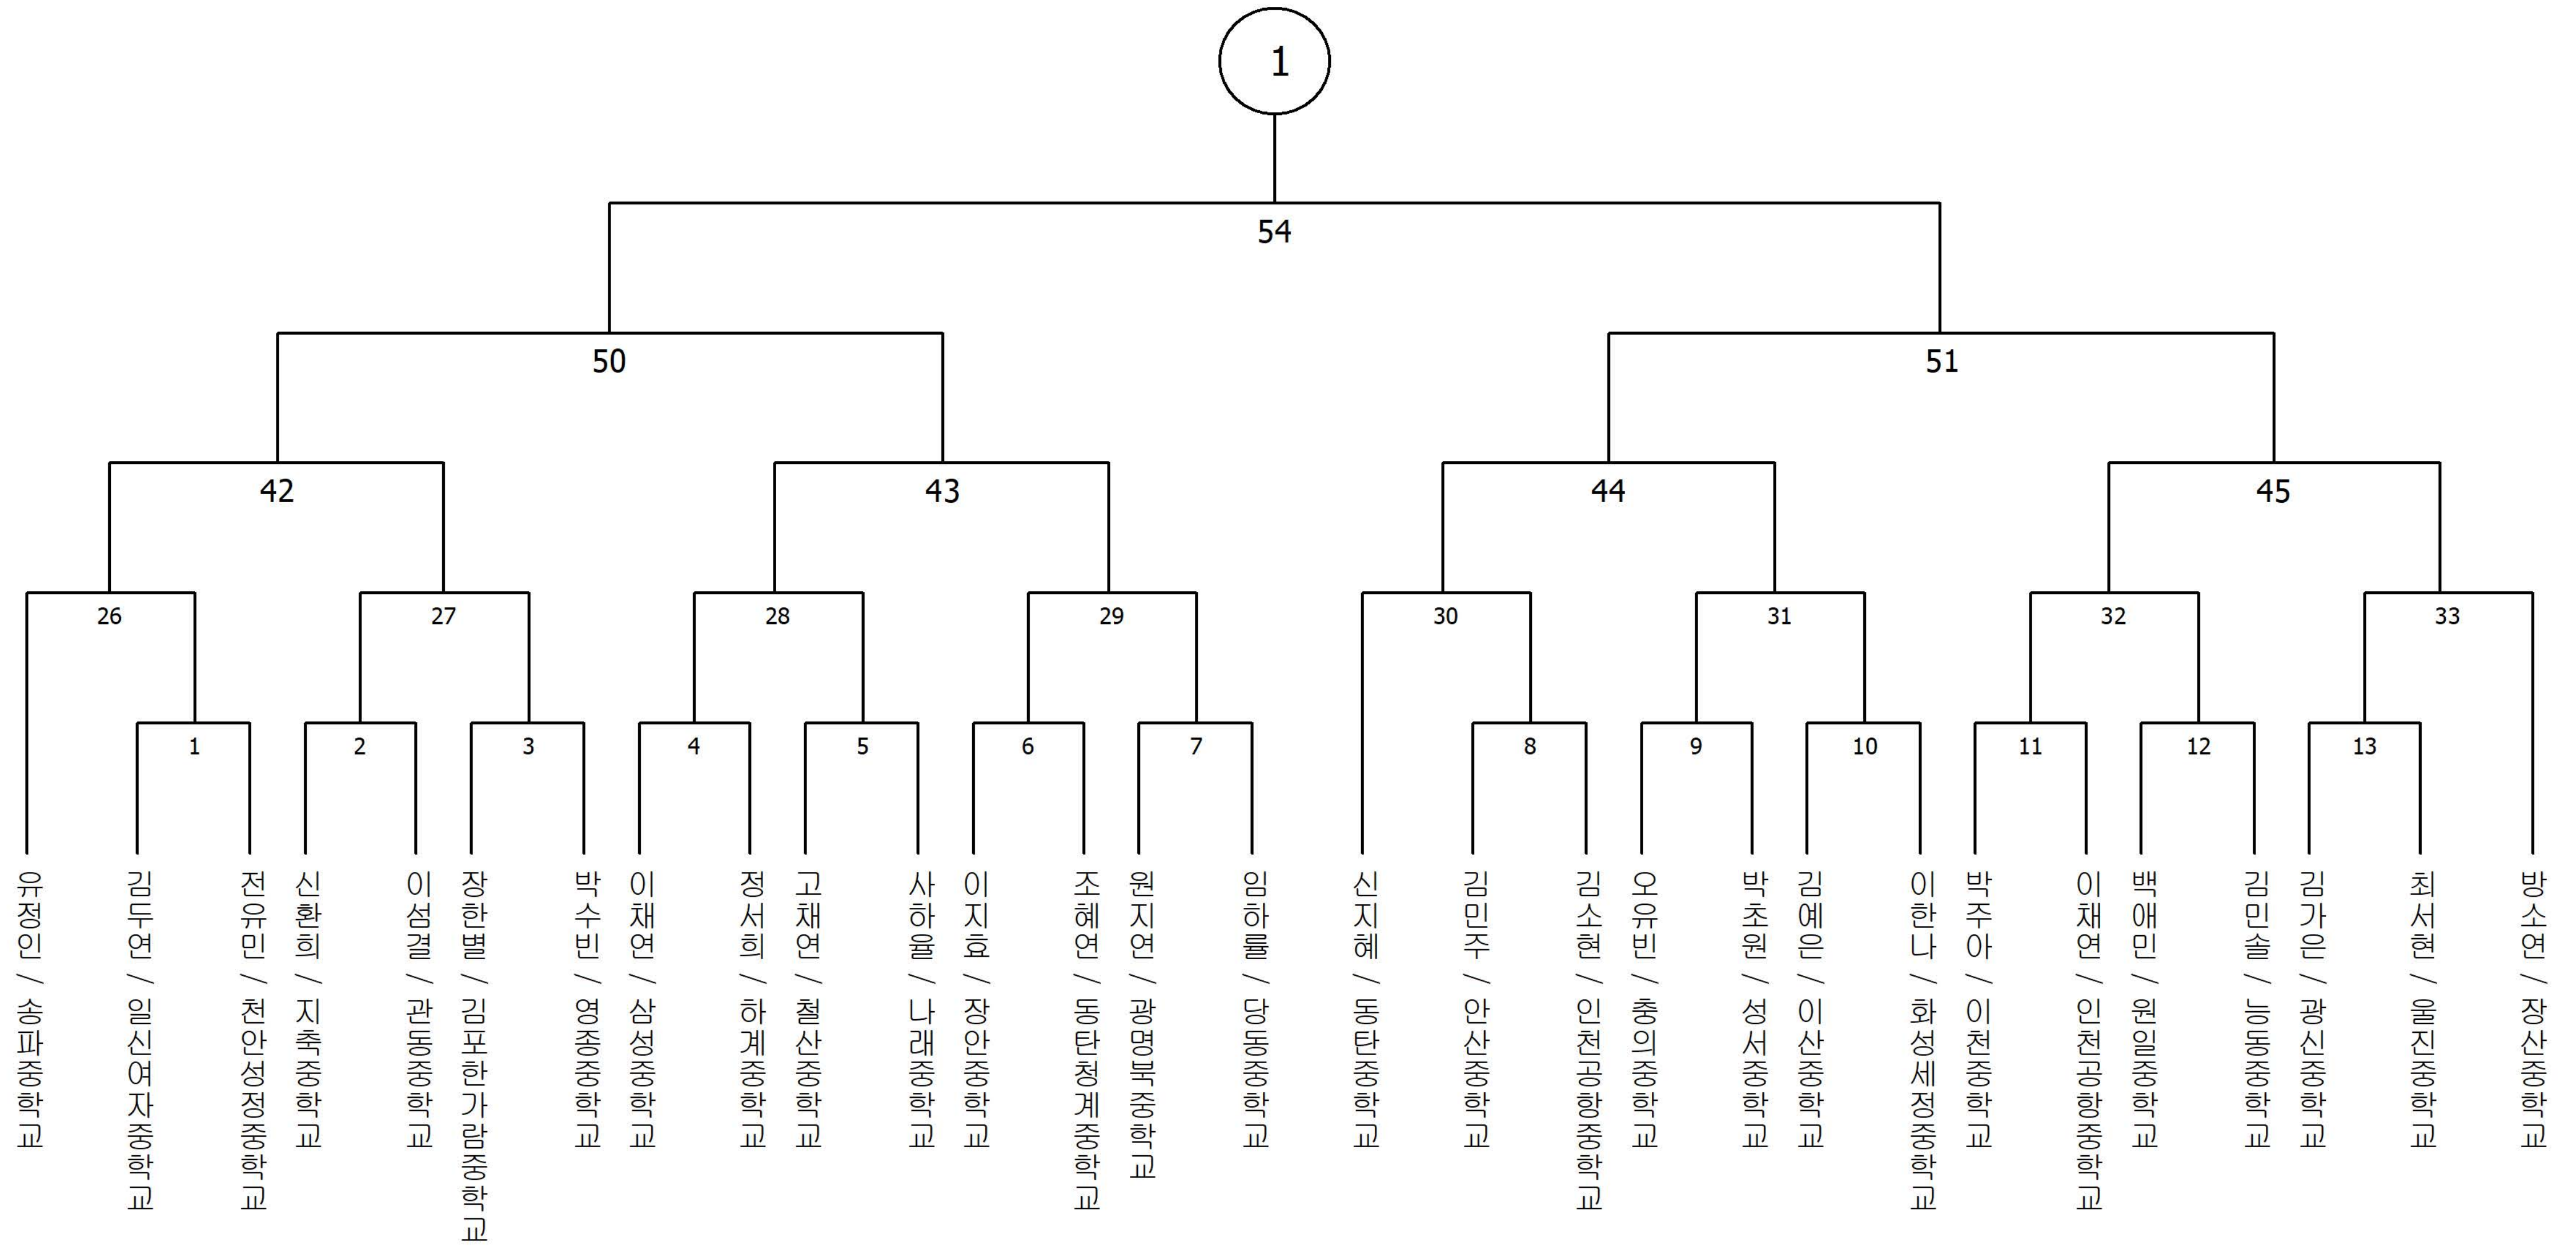 1
54
50
51
42
43
44
45
26
27
28
29
30
31
32
33
1
2
3
4
5
6
7
8
9
10
11
12
13
유정인 / 송파중학교
김두연 / 일신여자중학교
전유민 / 천안성정중학교
신환희 / 지축중학교
이섬결 / 관동중학교
장한별 / 김포한가람중학교
박수빈 / 영종중학교
이채연 / 삼성중학교
정서희 / 하계중학교
고채연 / 철산중학교
사하율 / 나래중학교
이지효 / 장안중학교
조혜연 / 동탄청계중학교
원지연 / 광명북중학교
임하률 / 당동중학교
신지혜 / 동탄중학교
김민주 / 안산중학교
김소현 / 인천공항중학교
오유빈 / 충의중학교
박초원 / 성서중학교
김예은 / 이산중학교
이한나 / 화성세정중학교
박주아 / 이천중학교
이채연 / 인천공항중학교
백애민 / 원일중학교
김민솔 / 능동중학교
김가은 / 광신중학교
최서현 / 울진중학교
방소연 / 장산중학교